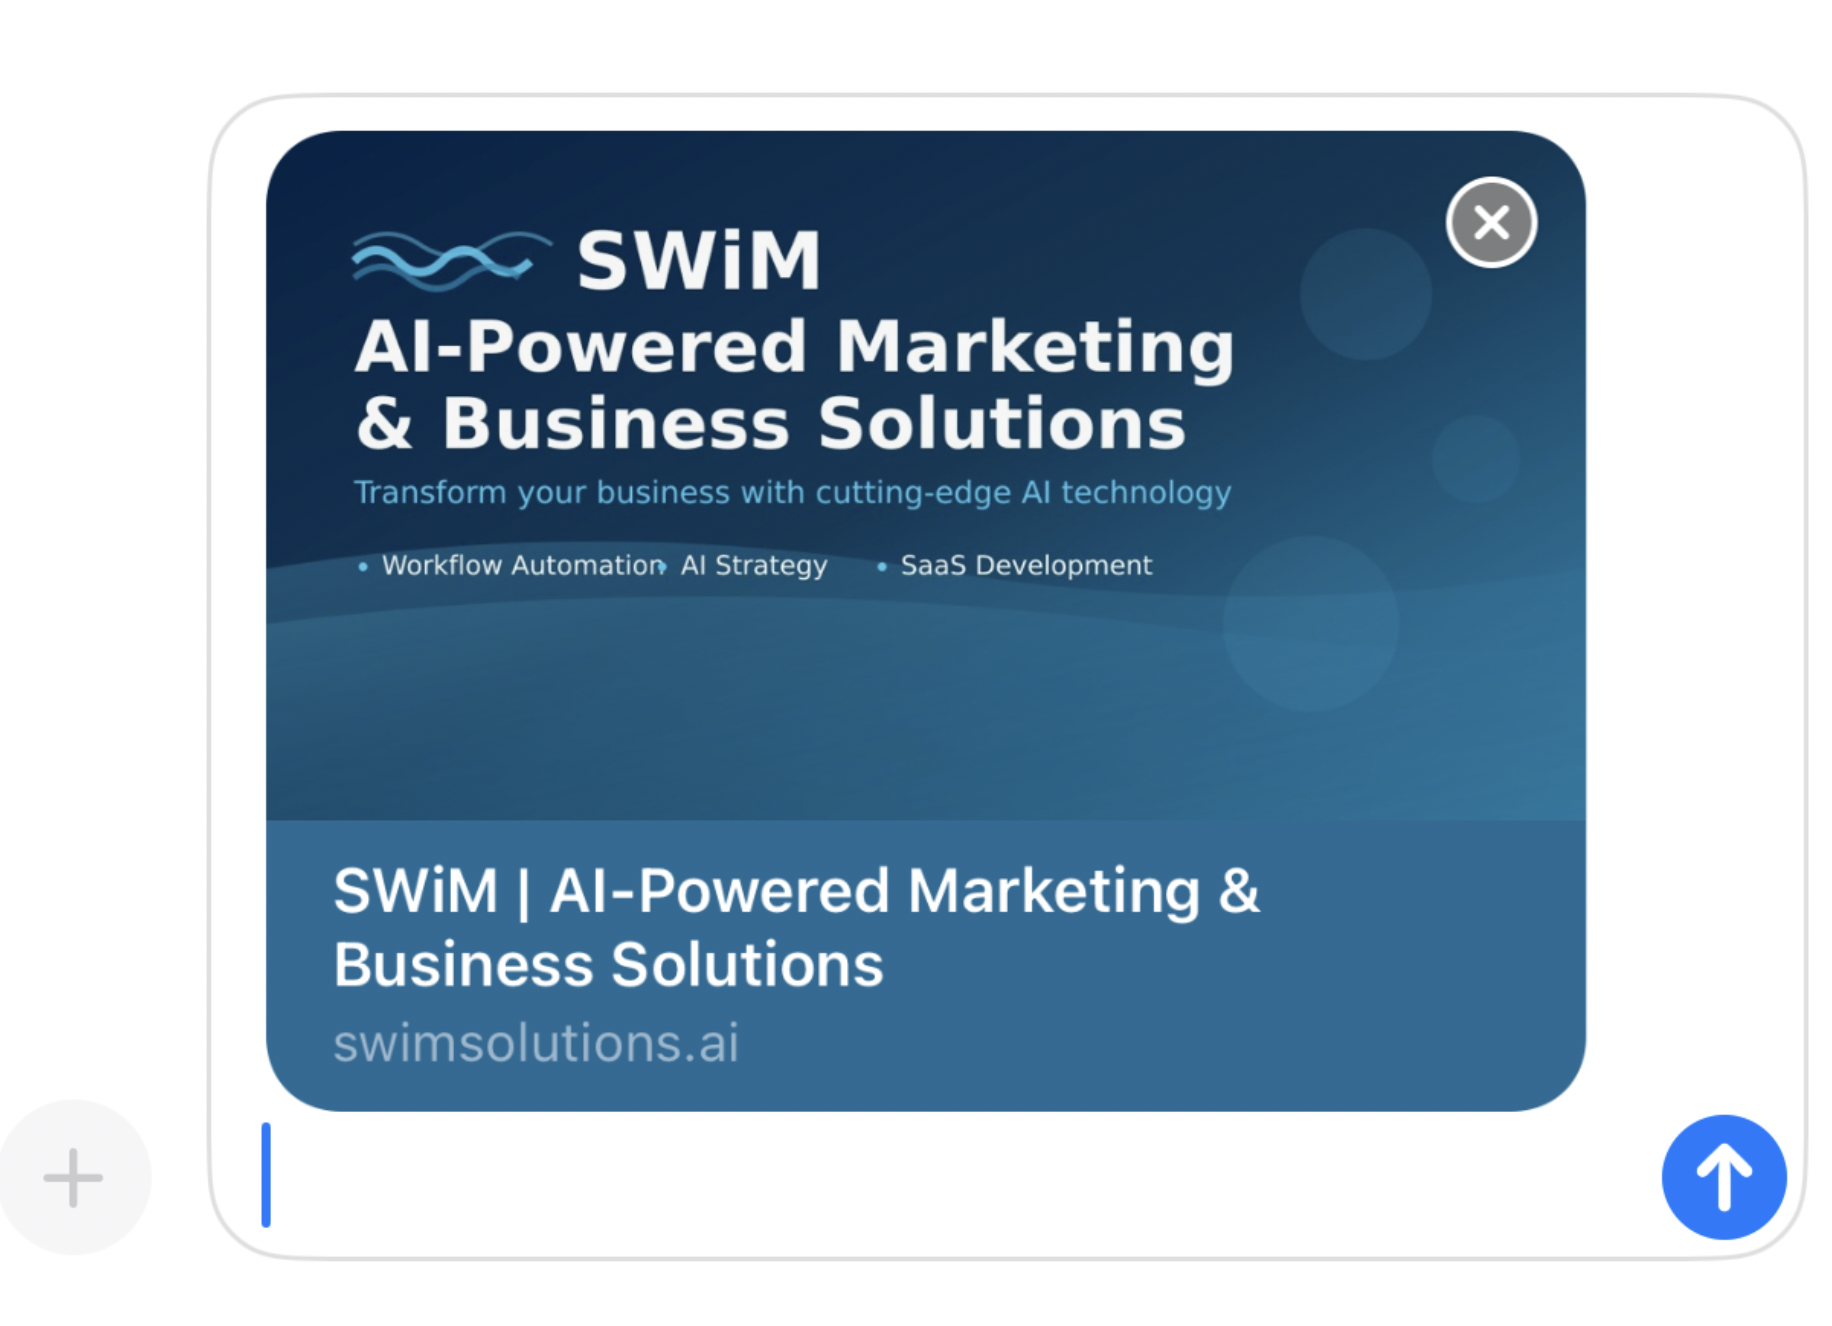 SWiM
AI-Powered Marketing
& Business Solutions
Transform your business with cutting-edge AI technology
• Workflow Automation • AI Strategy • SaaS Development
SWiM | AI-Powered Marketing &
Business Solutions
swimsolutions.ai